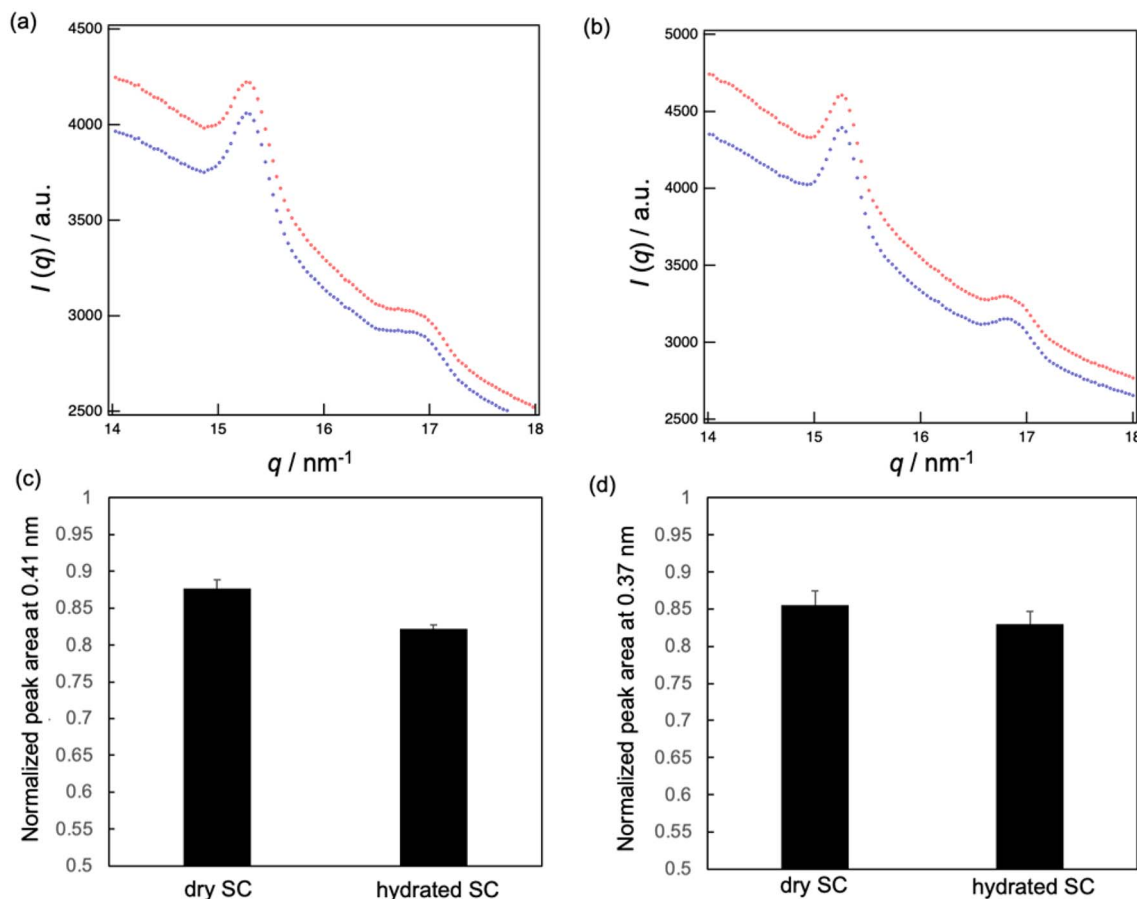 (a)
4500
4000
3500
3000
2500
I (q) / a.u.
14 15 16 17 18
q / nm-1
(b)
5000
4500
4000
3500
3000
2500
I (q) / a.u.
14 15 16 17 18
q / nm-1
(c)
Normalized peak area at 0.41 nm
1
0.95
0.9
0.85
0.8
0.75
0.7
0.65
0.6
0.55
0.5
dry SC hydrated SC
(d)
Normalized peak area at 0.37 nm
1
0.95
0.9
0.85
0.8
0.75
0.7
0.65
0.6
0.55
0.5
dry SC hydrated SC